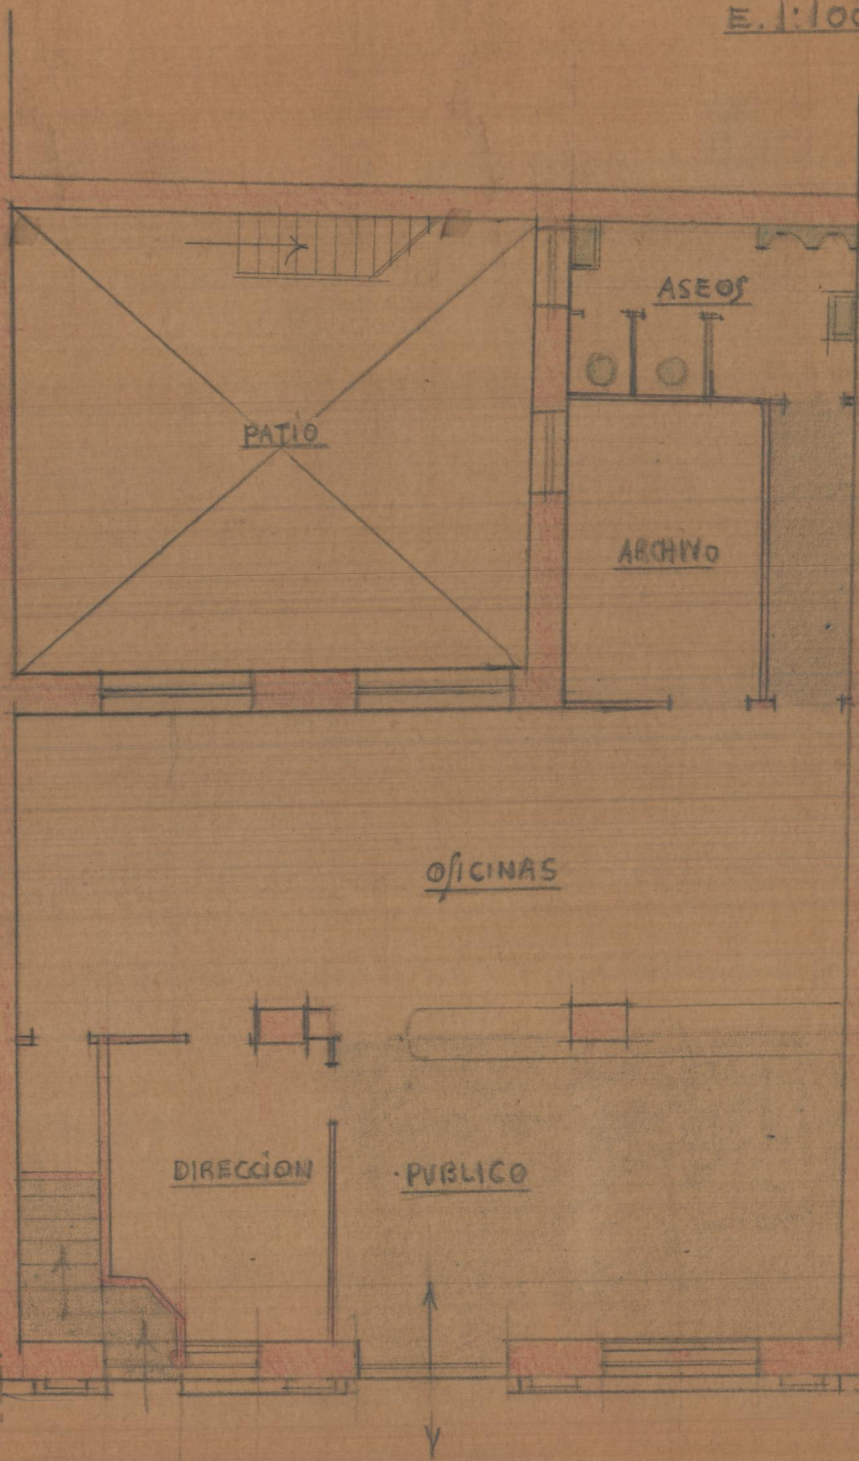 E. 1:100
ASEOS
PATIO
ARCHIVO
OFICINAS
DIRECCION
PUBLICO